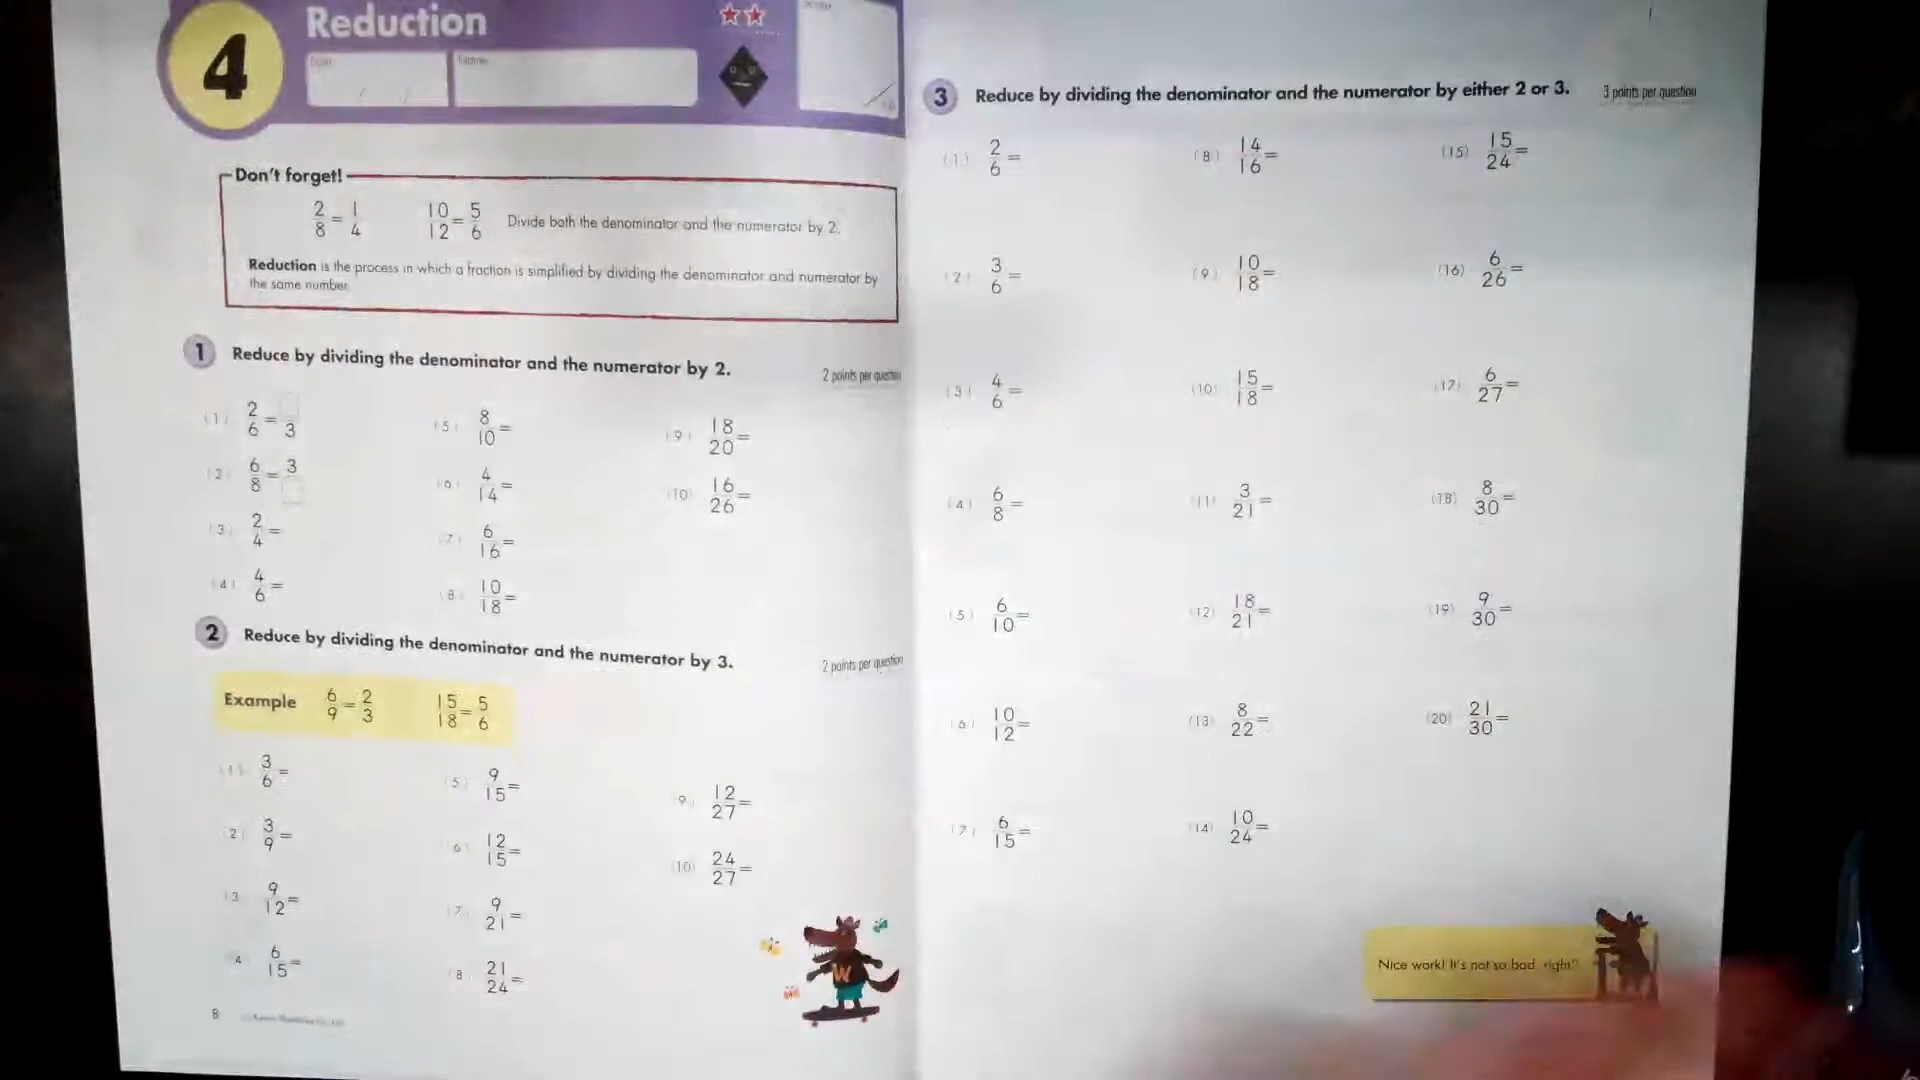 4
Reduction
Don't forget!
2/8 = 1/4 10/12 = 5/6 Divide both the denominator and the numerator by 2.
Reduction is the process in which a fraction is simplified by dividing the denominator and numerator by
the same number.
1 Reduce by dividing the denominator and the numerator by 2.
2 points per question
(1) 2/6 = /3
(2) 6/8 = 3/
(3) 2/4 =
(4) 4/6 =
(5) 8/10 =
(6) 4/14 =
(7) 6/16 =
(8) 10/18 =
(9) 18/20 =
(10) 16/26 =
2 Reduce by dividing the denominator and the numerator by 3.
2 points per question
Example 6/9 = 2/3 15/18 = 5/6
(1) 3/6 =
(2) 3/9 =
(3) 9/12 =
(4) 6/15 =
(5) 9/15 =
(6) 12/15 =
(7) 9/21 =
(8) 21/24 =
(9) 12/27 =
(10) 24/27 =
W
8
3 Reduce by dividing the denominator and the numerator by either 2 or 3.
3 points per question
(1) 2/6 =
(2) 3/6 =
(3) 4/6 =
(4) 6/8 =
(5) 6/10 =
(6) 10/12 =
(7) 6/15 =
(8) 14/16 =
(9) 10/18 =
(10) 15/18 =
(11) 3/21 =
(12) 18/21 =
(13) 8/22 =
(14) 10/24 =
(15) 15/24 =
(16) 6/26 =
(17) 6/27 =
(18) 8/30 =
(19) 9/30 =
(20) 21/30 =
Nice work! It's not so bad, right?